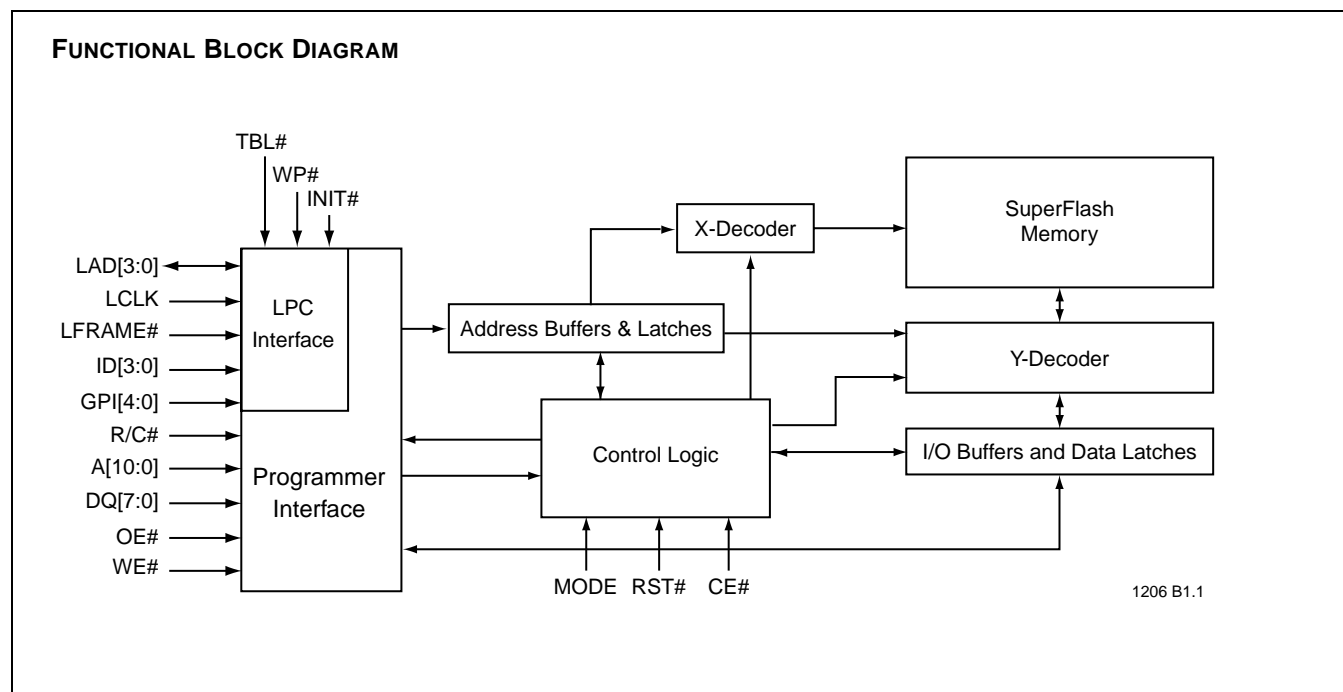 FUNCTIONAL BLOCK DIAGRAM
TBL#
WP#
INIT#
LAD[3:0]
LCLK
LFRAME#
ID[3:0]
GPI[4:0]
R/C#
A[10:0]
DQ[7:0]
OE#
WE#
LPC
Interface
Programmer
Interface
Address Buffers & Latches
X-Decoder
SuperFlash
Memory
Y-Decoder
Control Logic
I/O Buffers and Data Latches
MODE
RST#
CE#
1206 B1.1